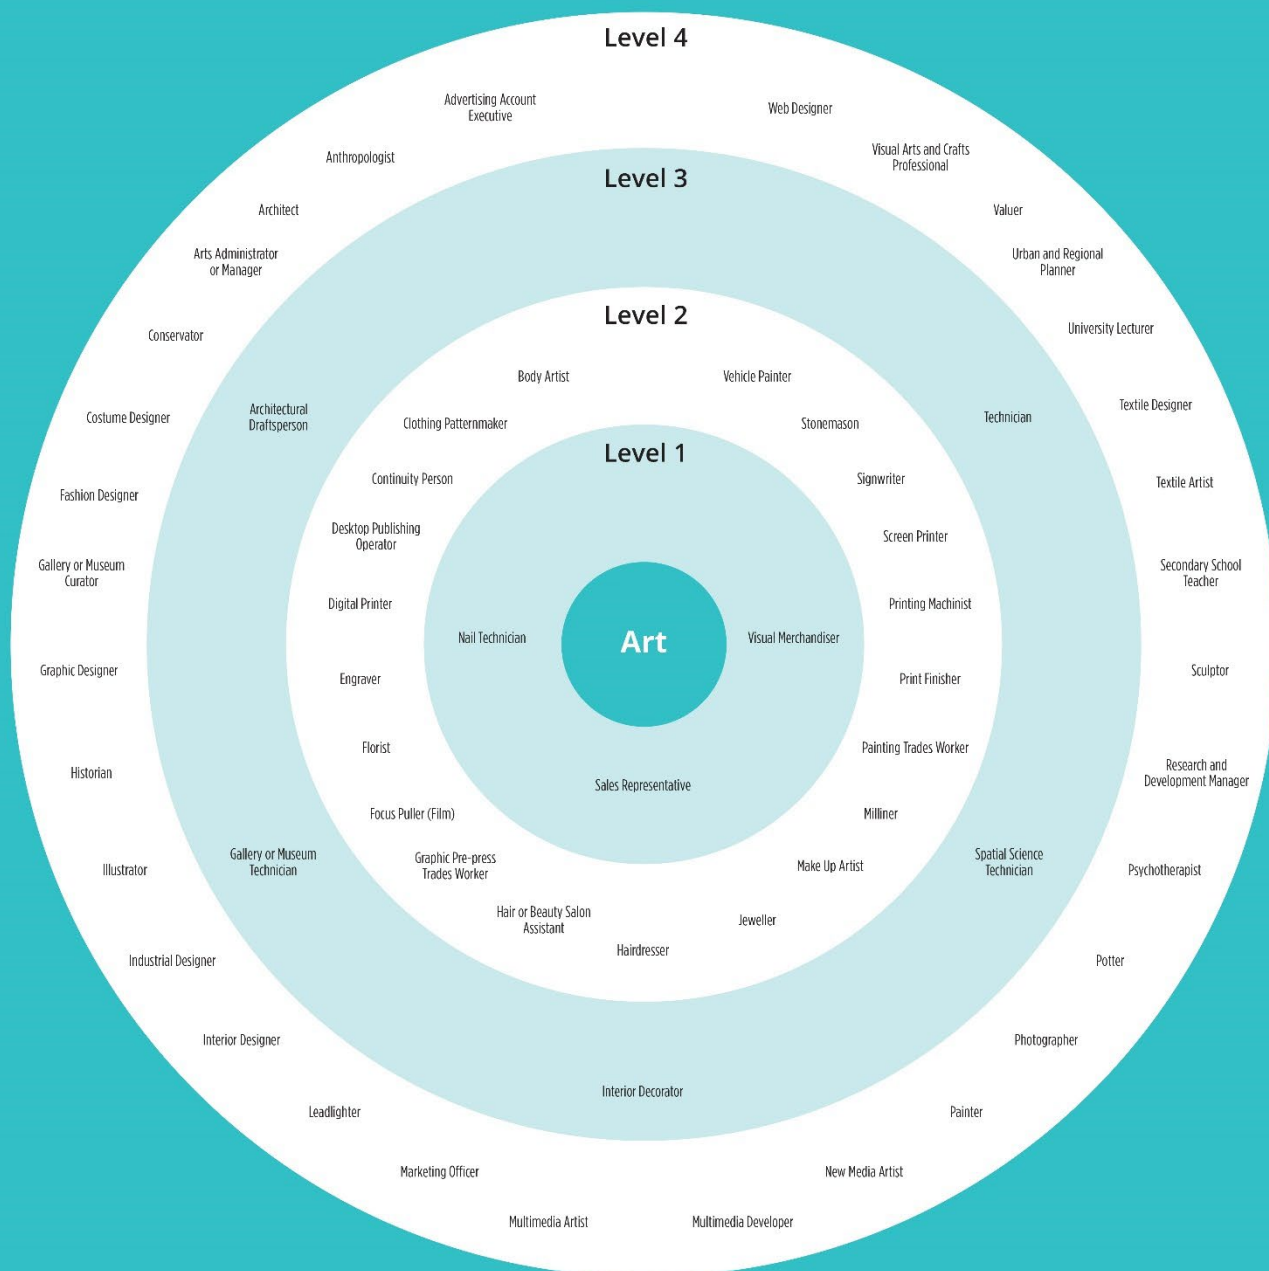 Level 4
Advertising Account
Executive
Web Designer
Anthropologist
Visual Arts and Crafts
Professional
Architect
Valuer
Arts Administrator
or Manager
Urban and Regional
Planner
Conservator
University Lecturer
Costume Designer
Textile Designer
Fashion Designer
Textile Artist
Gallery or Museum
Curator
Secondary School
Teacher
Graphic Designer
Sculptor
Historian
Research and
Development Manager
Illustrator
Psychotherapist
Industrial Designer
Potter
Interior Designer
Photographer
Leadlighter
Painter
Marketing Officer
New Media Artist
Multimedia Artist
Multimedia Developer
Level 3
Architectural
Draftsperson
Technician
Gallery or Museum
Technician
Spatial Science
Technician
Interior Decorator
Level 2
Body Artist
Vehicle Painter
Clothing Patternmaker
Stonemason
Continuity Person
Signwriter
Desktop Publishing
Operator
Screen Printer
Digital Printer
Printing Machinist
Engraver
Print Finisher
Florist
Painting Trades Worker
Focus Puller (Film)
Milliner
Graphic Pre-press
Trades Worker
Make Up Artist
Hair or Beauty Salon
Assistant
Jeweller
Hairdresser
Level 1
Nail Technician
Visual Merchandiser
Sales Representative
Art